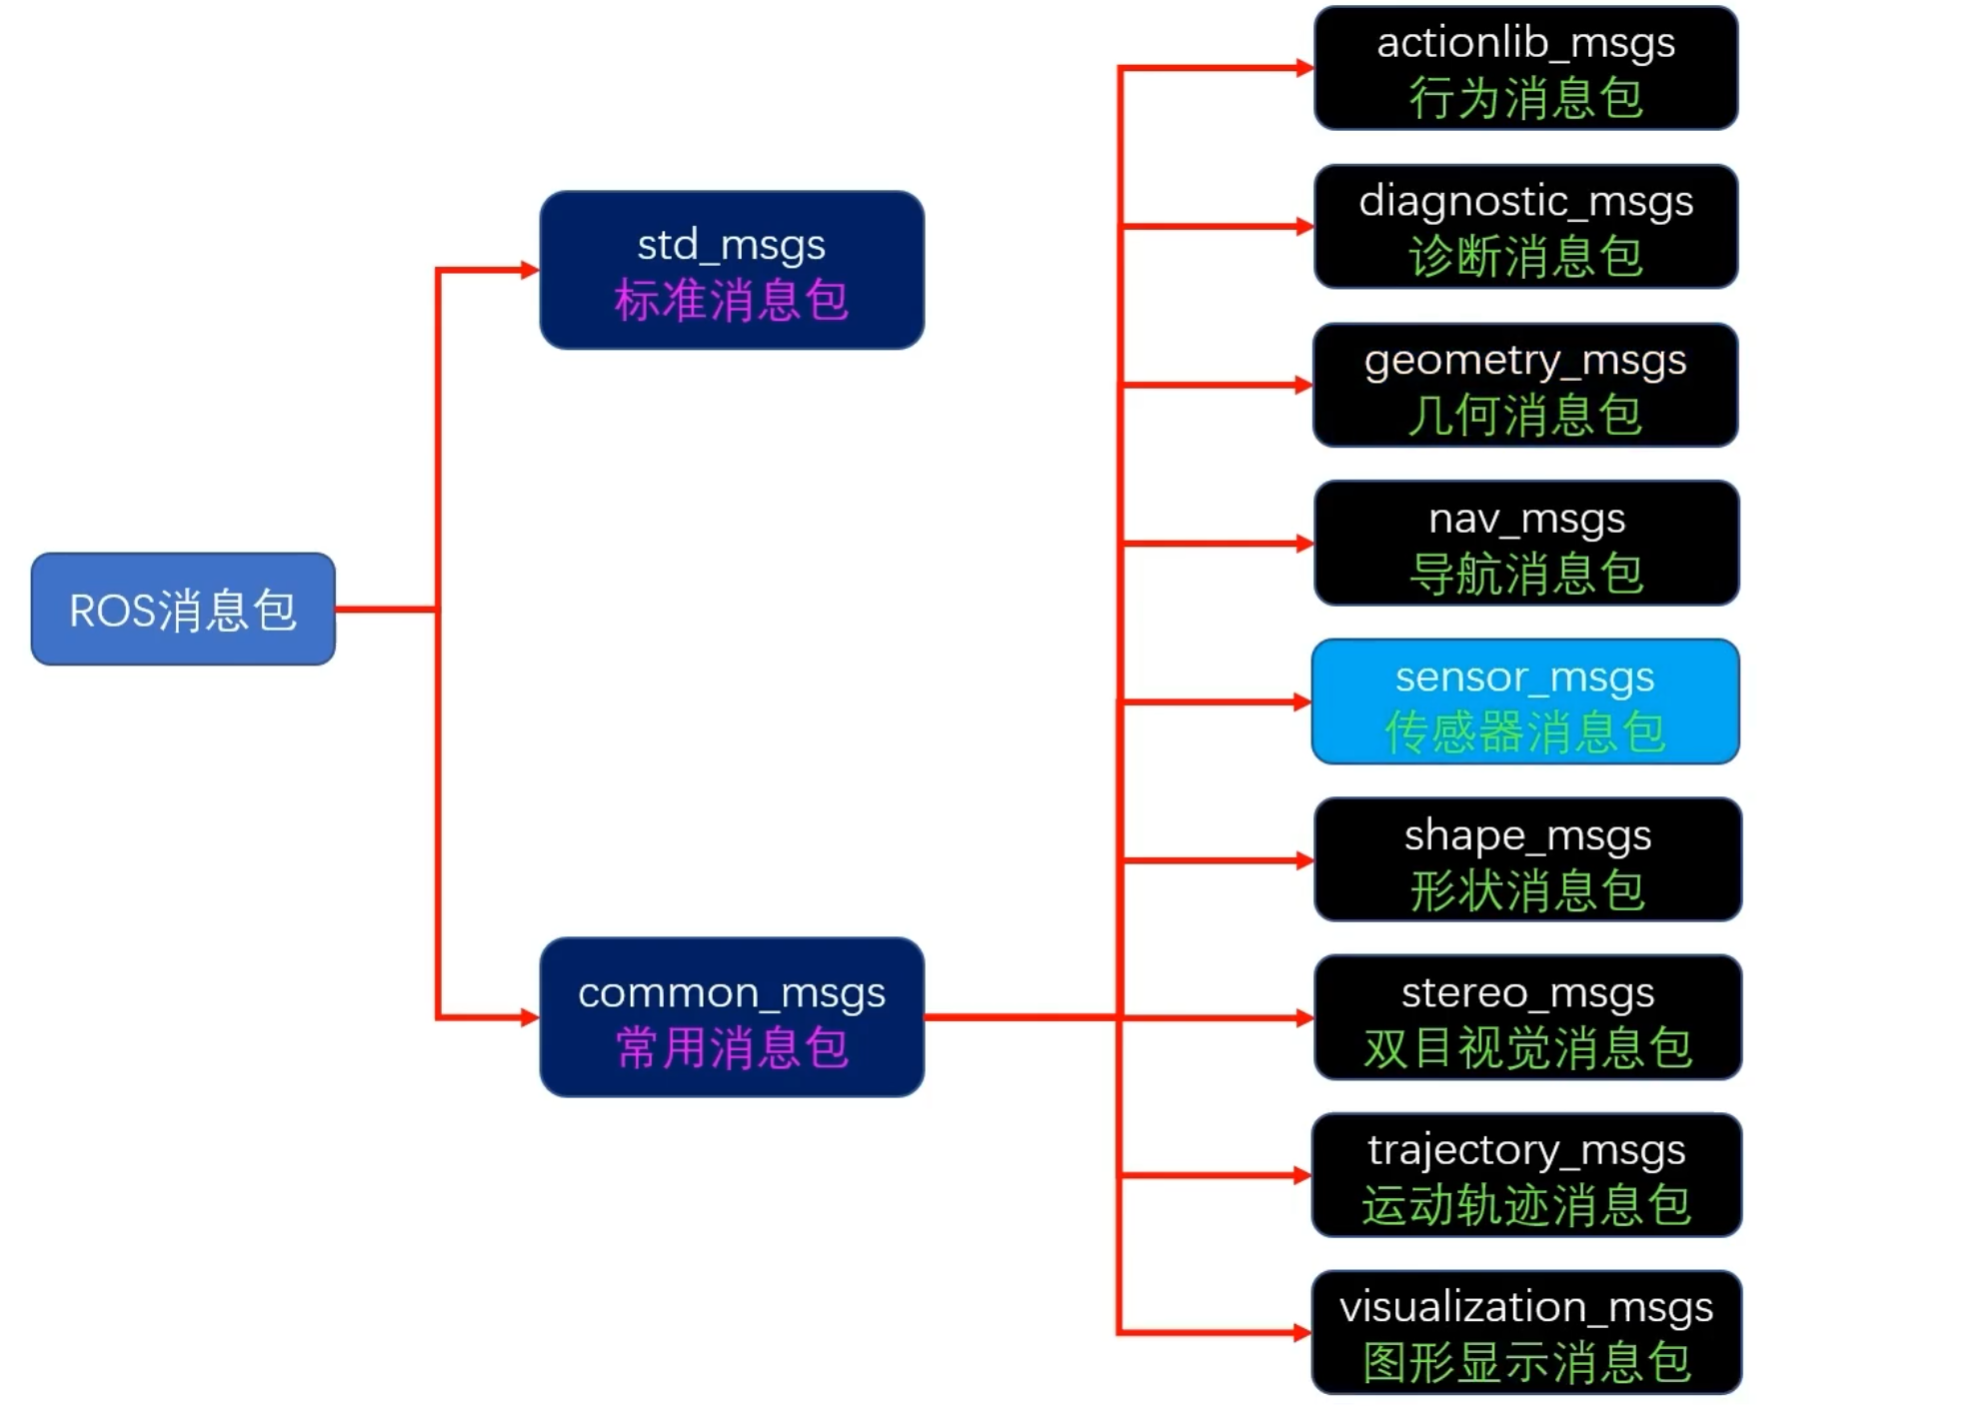 ROS消息包
std_msgs
标准消息包
common_msgs
常用消息包
actionlib_msgs
行为消息包
diagnostic_msgs
诊断消息包
geometry_msgs
几何消息包
nav_msgs
导航消息包
sensor_msgs
传感器消息包
shape_msgs
形状消息包
stereo_msgs
双目视觉消息包
trajectory_msgs
运动轨迹消息包
visualization_msgs
图形显示消息包